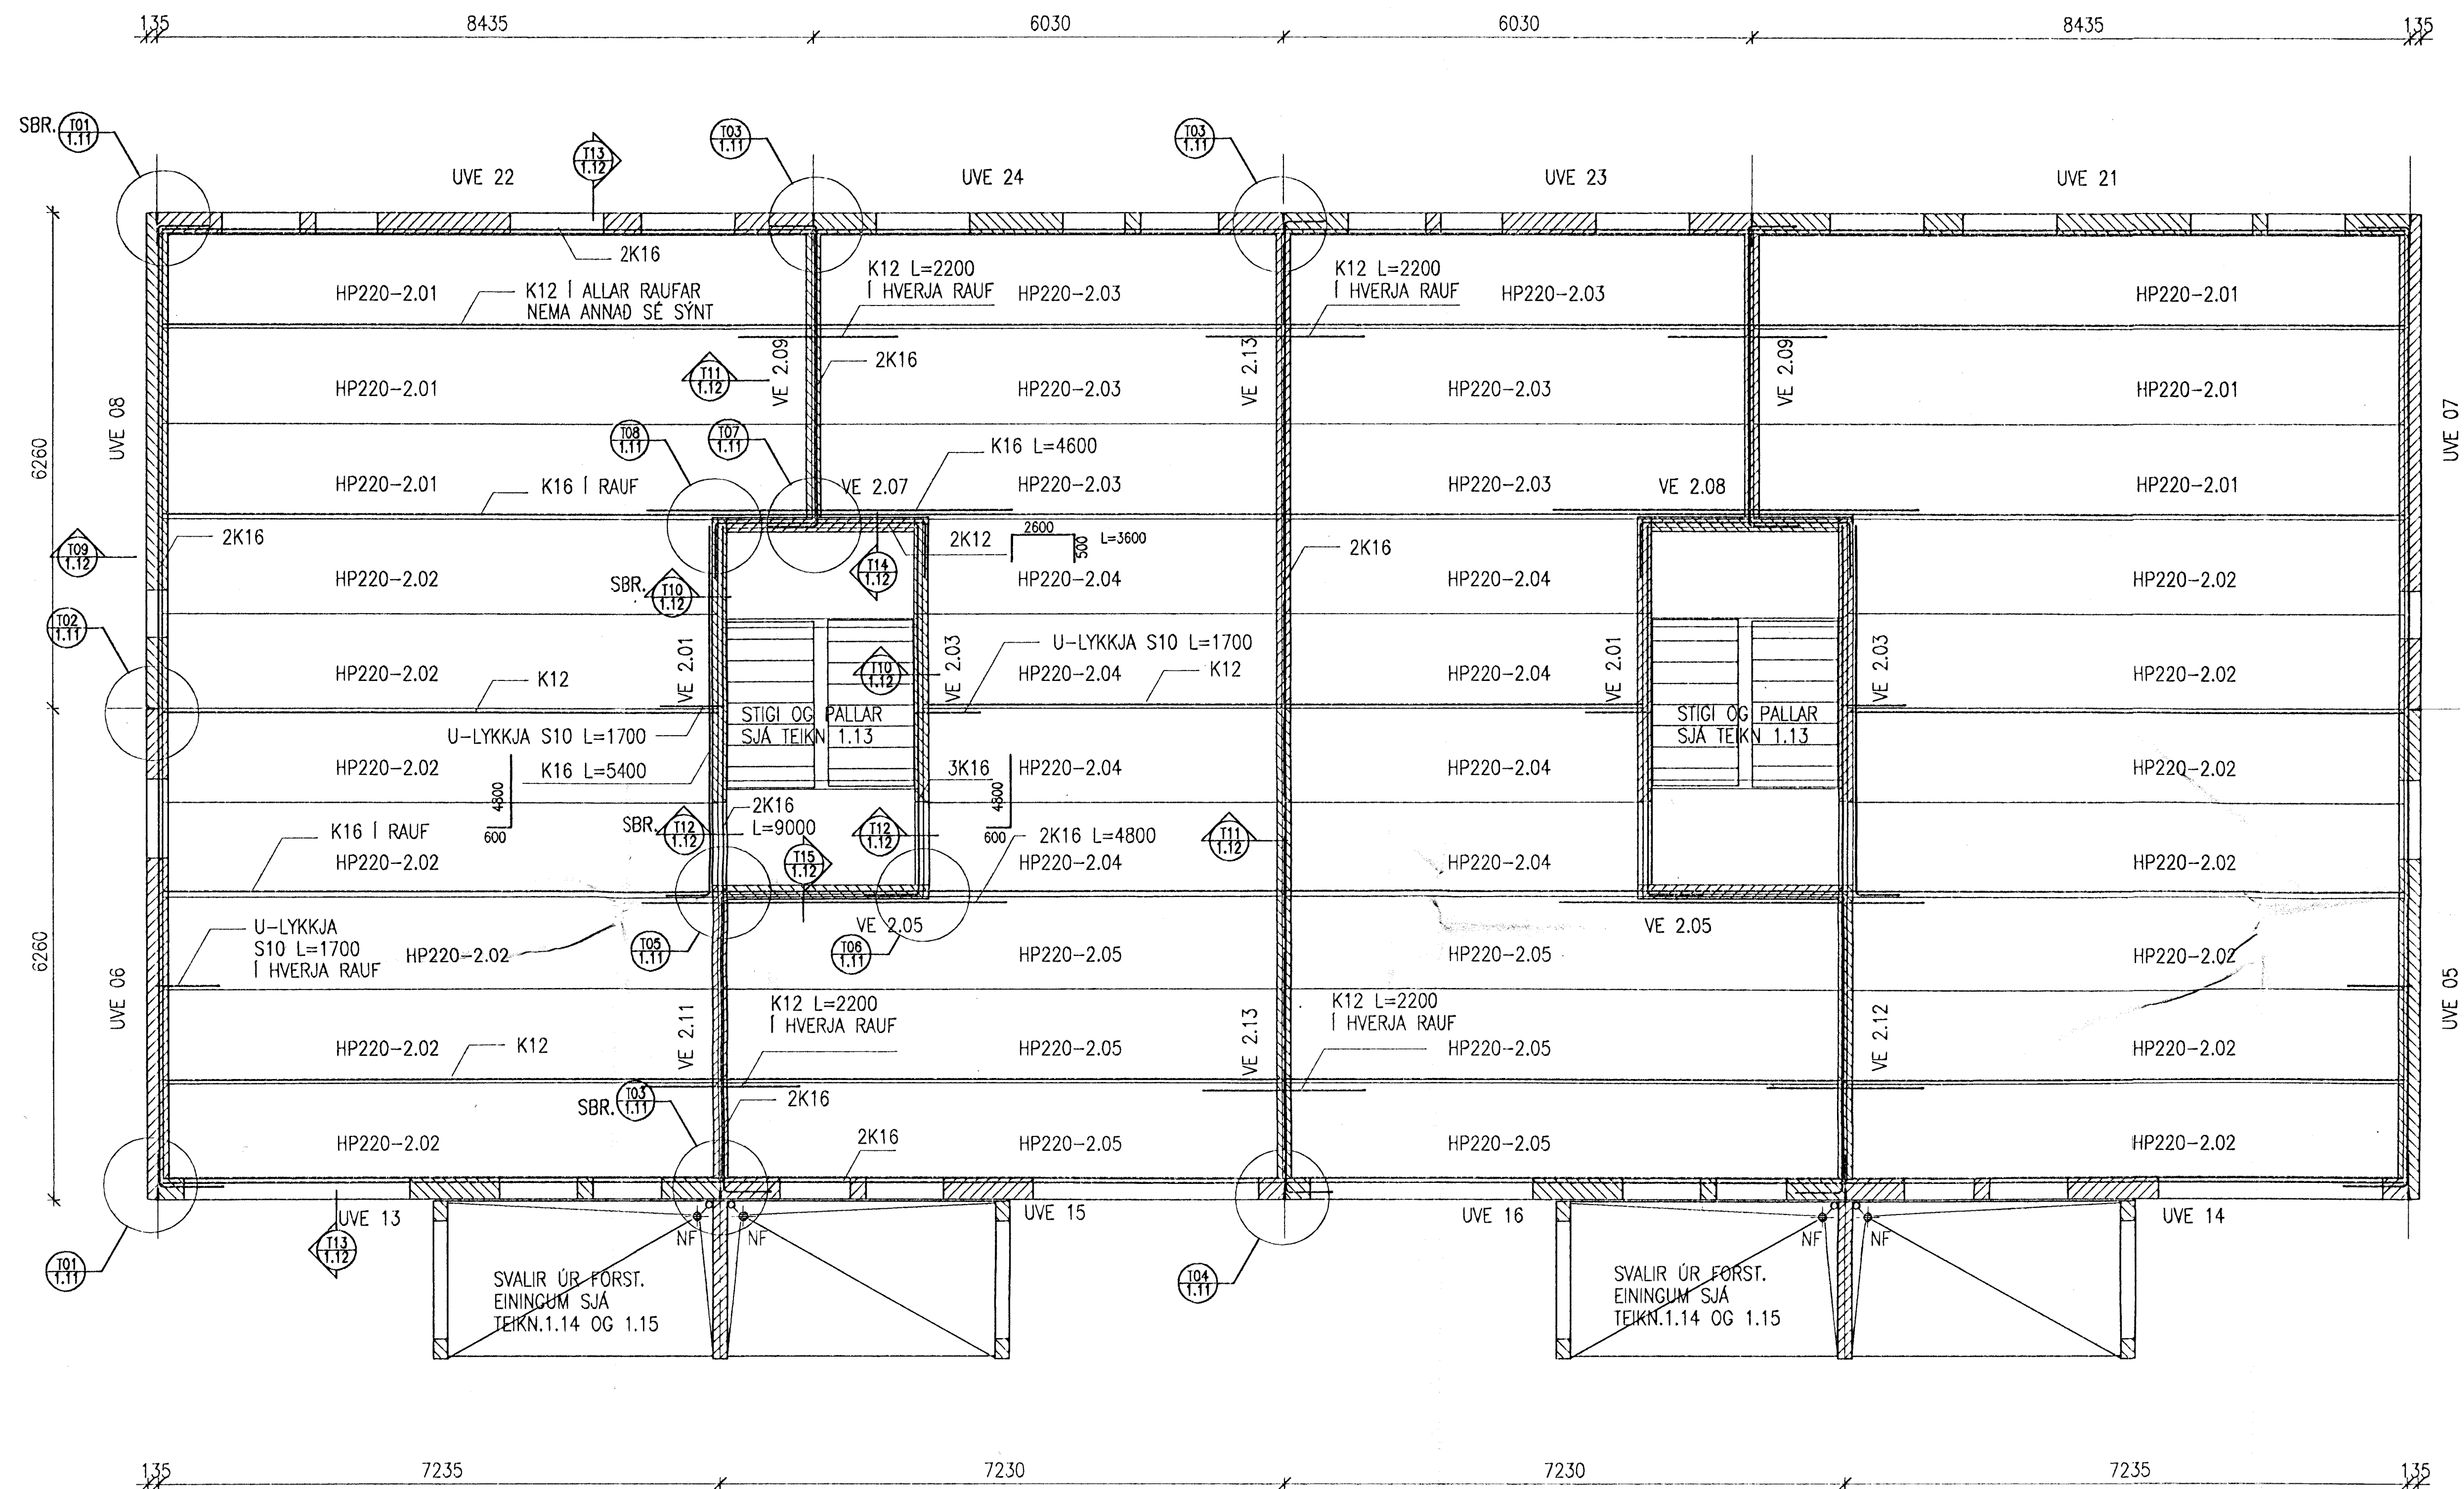 135 8435 6030 6030 8435 135
SBR. T01 1.11
T13 1.12
T03 1.11
T03 1.11
UVE 22
UVE 24
UVE 23
UVE 21
2K16
K12 L=2200
Í HVERJA RAUF
K12 L=2200
Í HVERJA RAUF
HP220-2.01
K12 Í ALLAR RAUFAR
NEMA ANNAÐ SÉ SÝNT
HP220-2.03
HP220-2.03
HP220-2.01
T11 1.12
VE 2.09
2K16
VE 2.13
VE 2.09
HP220-2.01
HP220-2.03
HP220-2.03
HP220-2.01
UVE 08
UVE 07
6260
T08 1.11
T07 1.11
K16 L=4600
HP220-2.01
K16 Í RAUF
VE 2.07
HP220-2.03
HP220-2.03
VE 2.08
HP220-2.01
T09 1.12
2K16
2K12
2600
500
L=3600
2K16
HP220-2.02
SBR. T10 1.12
T14 1.12
HP220-2.04
HP220-2.04
HP220-2.02
T02 1.11
VE 2.01
T10 1.12
VE 2.03
U-LYKKJA S10 L=1700
VE 2.01
VE 2.03
HP220-2.02
K12
HP220-2.04
K12
HP220-2.04
HP220-2.02
U-LYKKJA S10 L=1700
STIGI OG PALLAR
SJÁ TEIKN 1.13
STIGI OG PALLAR
SJÁ TEIKN 1.13
HP220-2.02
K16 L=5400
3K16
HP220-2.04
HP220-2.04
HP220-2.02
4800
600
2K16
L=9000
4800
600
K16 Í RAUF
SBR. T12 1.12
T12 1.12
2K16 L=4800
T11 1.12
HP220-2.02
T15 1.12
HP220-2.04
HP220-2.04
HP220-2.02
6260
U-LYKKJA
S10 L=1700
Í HVERJA RAUF
HP220-2.02
T05 1.11
VE 2.05
T06 1.11
HP220-2.05
HP220-2.05
VE 2.05
HP220-2.02
UVE 06
UVE 05
VE 2.11
K12 L=2200
Í HVERJA RAUF
VE 2.13
K12 L=2200
Í HVERJA RAUF
VE 2.12
HP220-2.02
K12
HP220-2.05
HP220-2.05
HP220-2.02
SBR. T03 1.11
2K16
HP220-2.02
2K16
HP220-2.05
HP220-2.05
HP220-2.02
UVE 13
T13 1.12
NF
NF
UVE 15
UVE 16
NF
NF
UVE 14
T01 1.11
T04 1.11
SVALIR ÚR FORST.
EININGUM SJÁ
TEIKN.1.14 OG 1.15
SVALIR ÚR FORST.
EININGUM SJÁ
TEIKN.1.14 OG 1.15
135 7235 7230 7230 7235 135